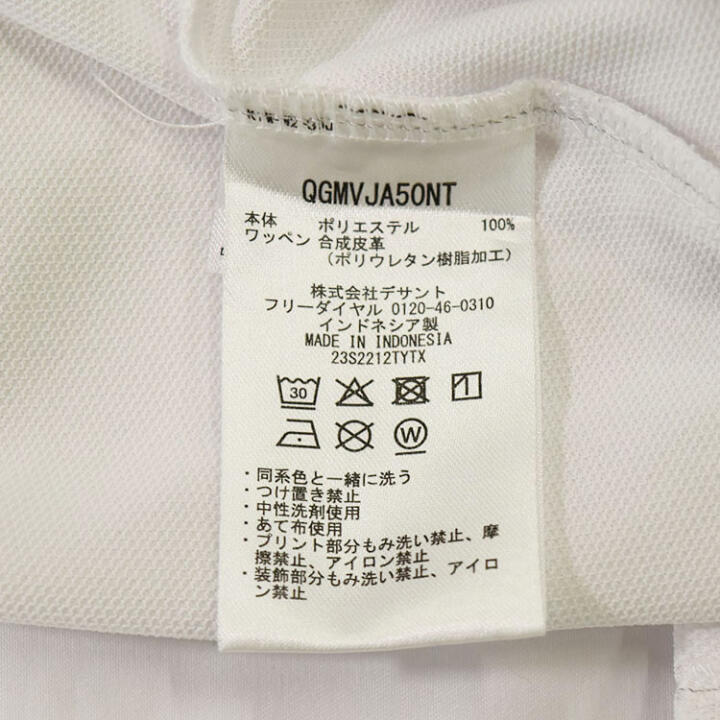 QGMVJA50NT
本体 ポリエステル 100%
ワッペン 合成皮革
(ポリウレタン樹脂加工)
株式会社デサント
フリーダイヤル 0120-46-0310
インドネシア製
MADE IN INDONESIA
23S2212TYTX
30
W
・同系色と一緒に洗う
・つけ置き禁止
・中性洗剤使用
・あて布使用
・プリント部分もみ洗い禁止、摩
擦禁止、アイロン禁止
・装飾部分もみ洗い禁止、アイロ
ン禁止